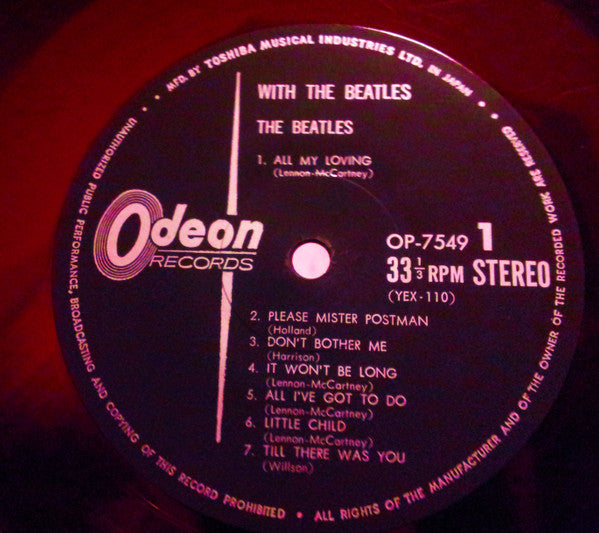 MFD. BY TOSHIBA MUSICAL INDUSTRIES LTD. IN JAPAN
WITH THE BEATLES
THE BEATLES
1. ALL MY LOVING
(Lennon-McCartney)
Odeon
RECORDS
OP-7549 1
33 1/3 RPM STEREO
(YEX-110)
2. PLEASE MISTER POSTMAN
(Holland)
3. DON'T BOTHER ME
(Harrison)
4. IT WON'T BE LONG
(Lennon-McCartney)
5. ALL I'VE GOT TO DO
(Lennon-McCartney)
6. LITTLE CHILD
(Lennon-McCartney)
7. TILL THERE WAS YOU
(Willson)
UNAUTHORIZED PUBLIC PERFORMANCE, BROADCASTING AND COPYING OF THIS RECORD PROHIBITED • ALL RIGHTS OF THE MANUFACTURER AND OF THE OWNER OF THE RECORDED WORK ARE RESERVED